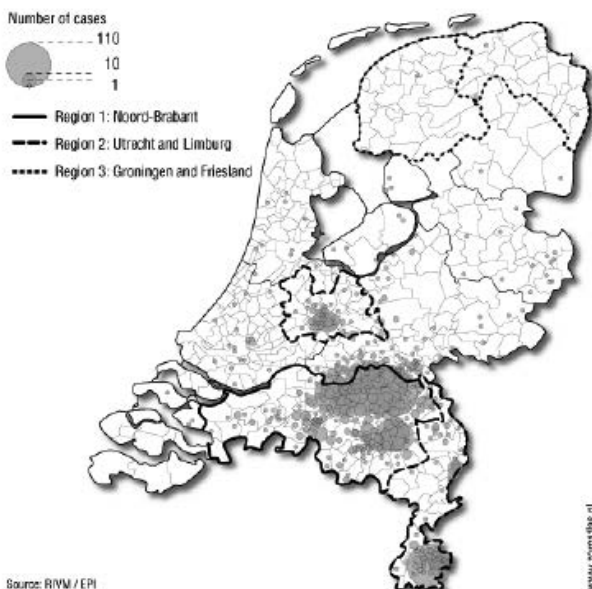 Number of cases
110
10
1
Region 1: Noord-Brabant
Region 2: Utrecht and Limburg
Region 3: Groningen and Friesland
Source: RIVM / EPI